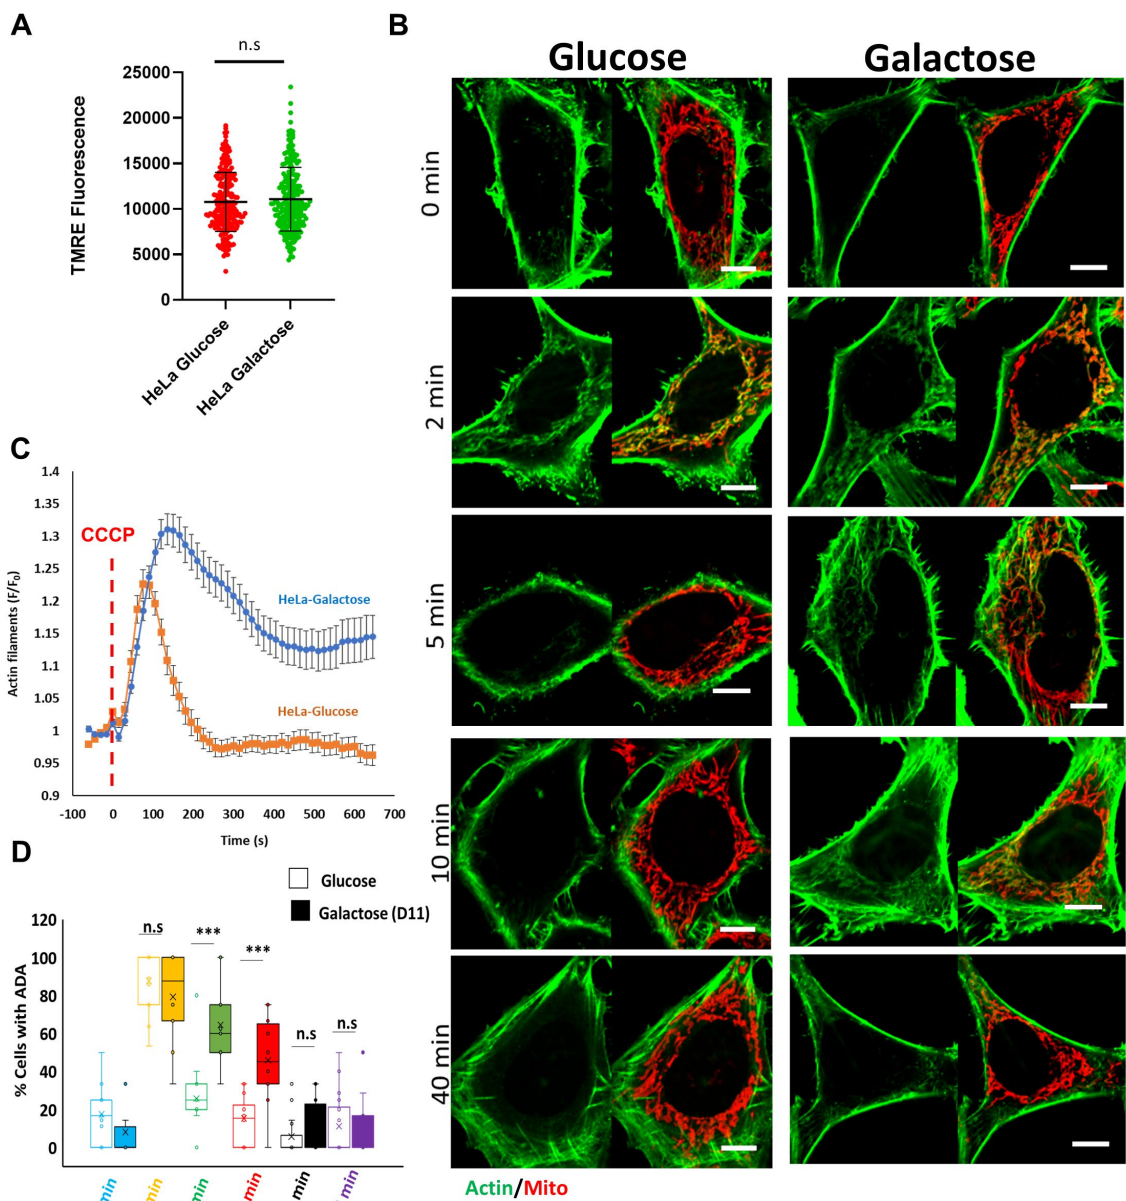 A
n.s
25000
20000
15000
10000
5000
0
TMRE Fluorescence
HeLa Glucose
HeLa Galactose
B
Glucose
Galactose
0 min
2 min
5 min
10 min
40 min
Actin/Mito
C
1.4
1.35
1.3
1.25
1.2
1.15
1.1
1.05
1
0.95
0.9
Actin filaments (F/F₀)
CCCP
HeLa-Galactose
HeLa-Glucose
-100
0
100
200
300
400
500
600
700
Time (s)
D
Glucose
Galactose (D11)
120
100
80
60
40
20
0
% Cells with ADA
n.s
***
***
n.s
n.s
min
min
min
min
min
min